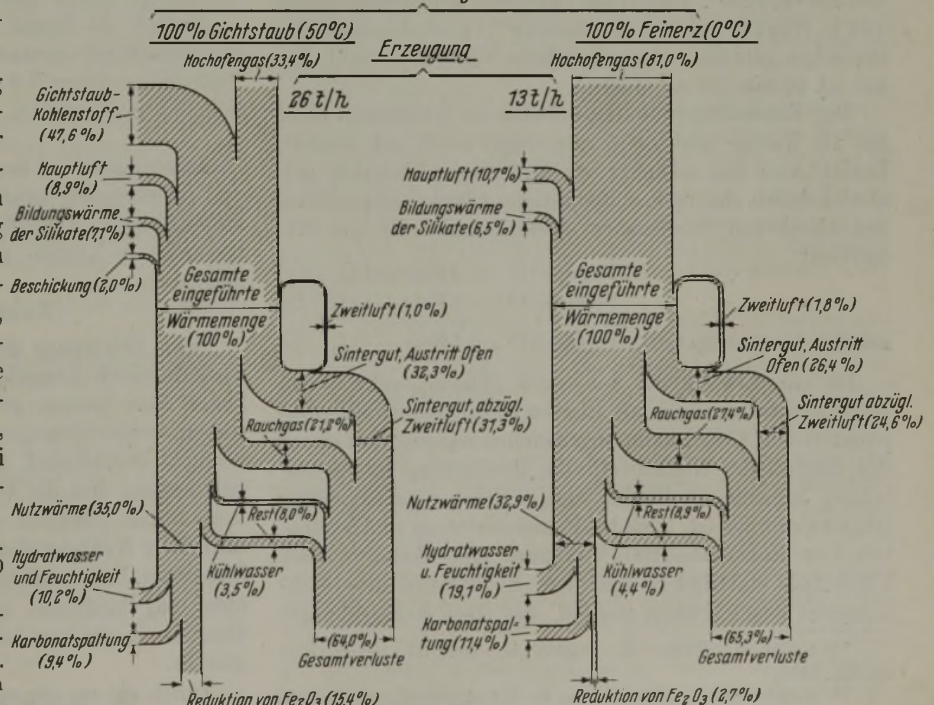 100% Gichtstaub (50°C)
100% Feinerz (0°C)
Erzeugung
26 t/h
13 t/h
Hochofengas (33,4%)
Gichtstaub-
Kohlenstoff
(47,6%)
Hauptluft
(8,9%)
Bildungswärme
der Silikate (7,1%)
Beschickung (2,0%)
Gesamte
eingeführte
Wärmemenge
(100%)
Zweitluft (1,0%)
Sintergut, Austritt Ofen
(32,3%)
Rauchgas (21,2%)
Sintergut, abzügl.
Zweitluft (31,3%)
Nutzwärme (35,0%)
Rest (8,0%)
Kühlwasser
(3,5%)
Hydratwasser
und Feuchtigkeit
(10,2%)
Karbonatspaltung
(9,4%)
(64,0%)
Gesamtverluste
Reduktion von Fe2O3 (15,4%)
Hochofengas (81,0%)
Hauptluft (10,7%)
Bildungswärme
der Silikate (6,5%)
Gesamte
eingeführte
Wärmemenge
(100%)
Zweitluft (1,8%)
Sintergut, Austritt
Ofen (26,4%)
Rauchgas (27,4%)
Sintergut abzügl.
Zweitluft (24,6%)
Nutzwärme (32,9%)
Rest (8,9%)
Kühlwasser
(4,4%)
Hydratwasser
u. Feuchtigkeit
(19,1%)
Karbonatspal-
tung (11,4%)
(65,3%)
Gesamtverluste
Reduktion von Fe2O3 (2,7%)